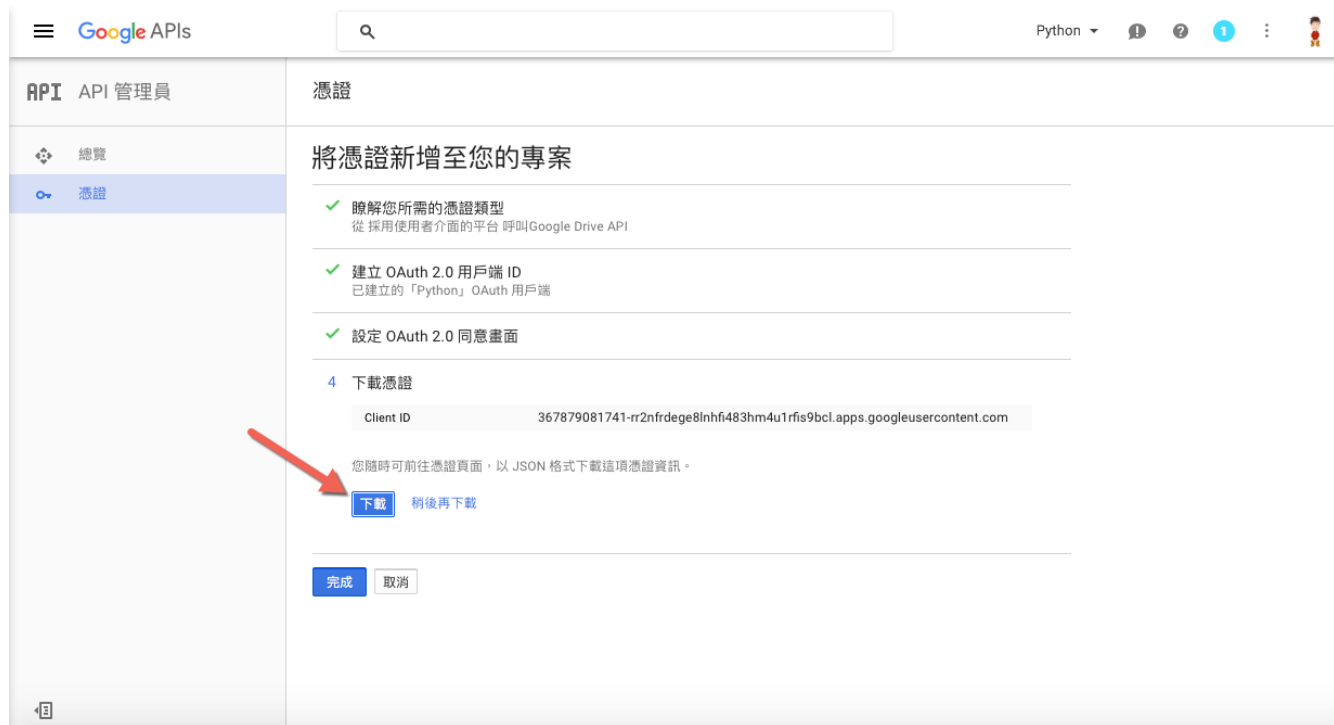 Google APIs
Python
1
API API 管理員
憑證
總覽
憑證
將憑證新增至您的專案
瞭解您所需的憑證類型
從 採用使用者介面的平台 呼叫Google Drive API
建立 OAuth 2.0 用戶端 ID
已建立的「Python」OAuth 用戶端
設定 OAuth 2.0 同意畫面
4 下載憑證
Client ID 367879081741-rr2nfrdege8lnhfi483hm4u1rfis9bcl.apps.googleusercontent.com
您隨時可前往憑證頁面，以 JSON 格式下載這項憑證資訊。
下載 稍後再下載
完成 取消